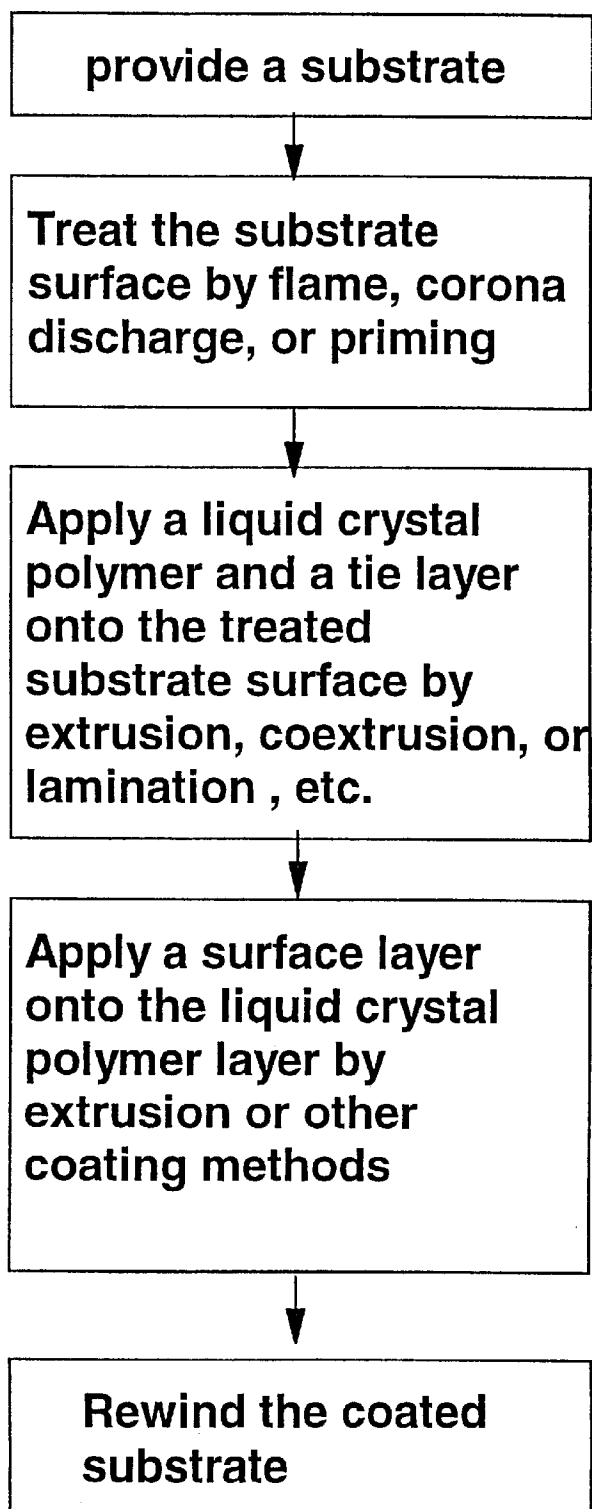 provide a substrate
Treat the substrate
surface by flame, corona
discharge, or priming
Apply a liquid crystal
polymer and a tie layer
onto the treated
substrate surface by
extrusion, coextrusion, or
lamination , etc.
Apply a surface layer
onto the liquid crystal
polymer layer by
extrusion or other
coating methods
Rewind the coated
substrate